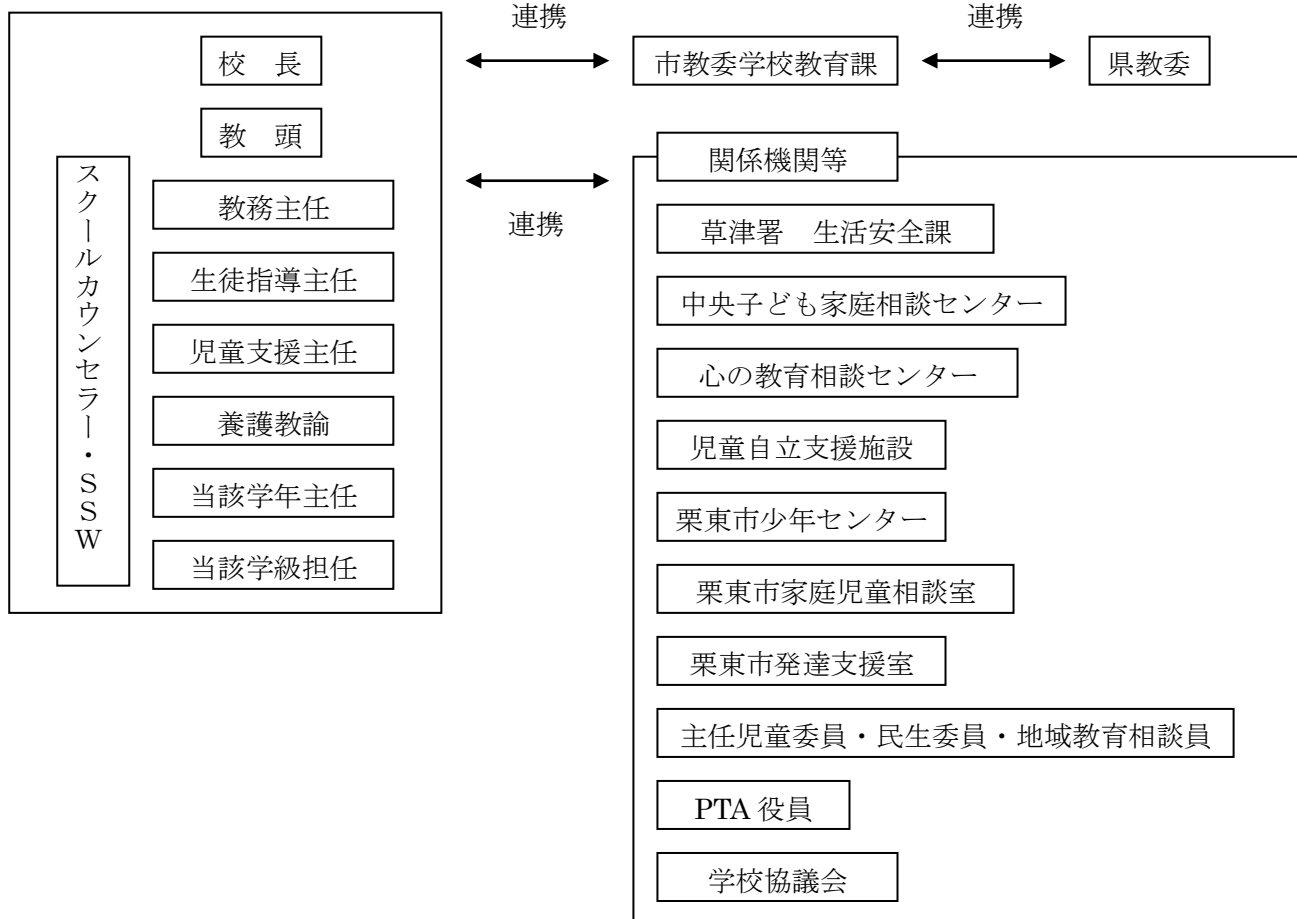 校　長
教　頭
スクールカウンセラー・SSW
教務主任
生徒指導主任
児童支援主任
養護教諭
当該学年主任
当該学級担任
連携
市教委学校教育課
連携
県教委
連携
関係機関等
草津署　生活安全課
中央子ども家庭相談センター
心の教育相談センター
児童自立支援施設
栗東市少年センター
栗東市家庭児童相談室
栗東市発達支援室
主任児童委員・民生委員・地域教育相談員
PTA 役員
学校協議会